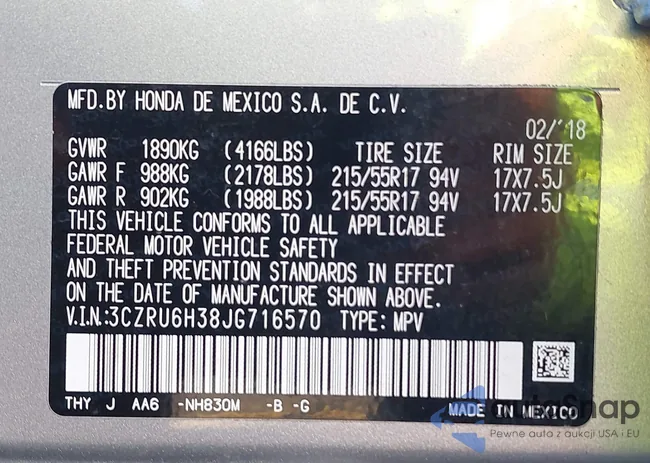 MFD.BY HONDA DE MEXICO S.A. DE C.V.
02/'18
GVWR 1890KG (4166LBS) TIRE SIZE RIM SIZE
GAWR F 988KG (2178LBS) 215/55R17 94V 17X7.5J
GAWR R 902KG (1988LBS) 215/55R17 94V 17X7.5J
THIS VEHICLE CONFORMS TO ALL APPLICABLE
FEDERAL MOTOR VEHICLE SAFETY
AND THEFT PREVENTION STANDARDS IN EFFECT
ON THE DATE OF MANUFACTURE SHOWN ABOVE.
V.I.N.:3CZRU6H38JG716570 TYPE: MPV
THY J AA6 -NH830M -B -G
MADE IN MEXICO
autoSnap
Pewne auta z aukcji USA i EU